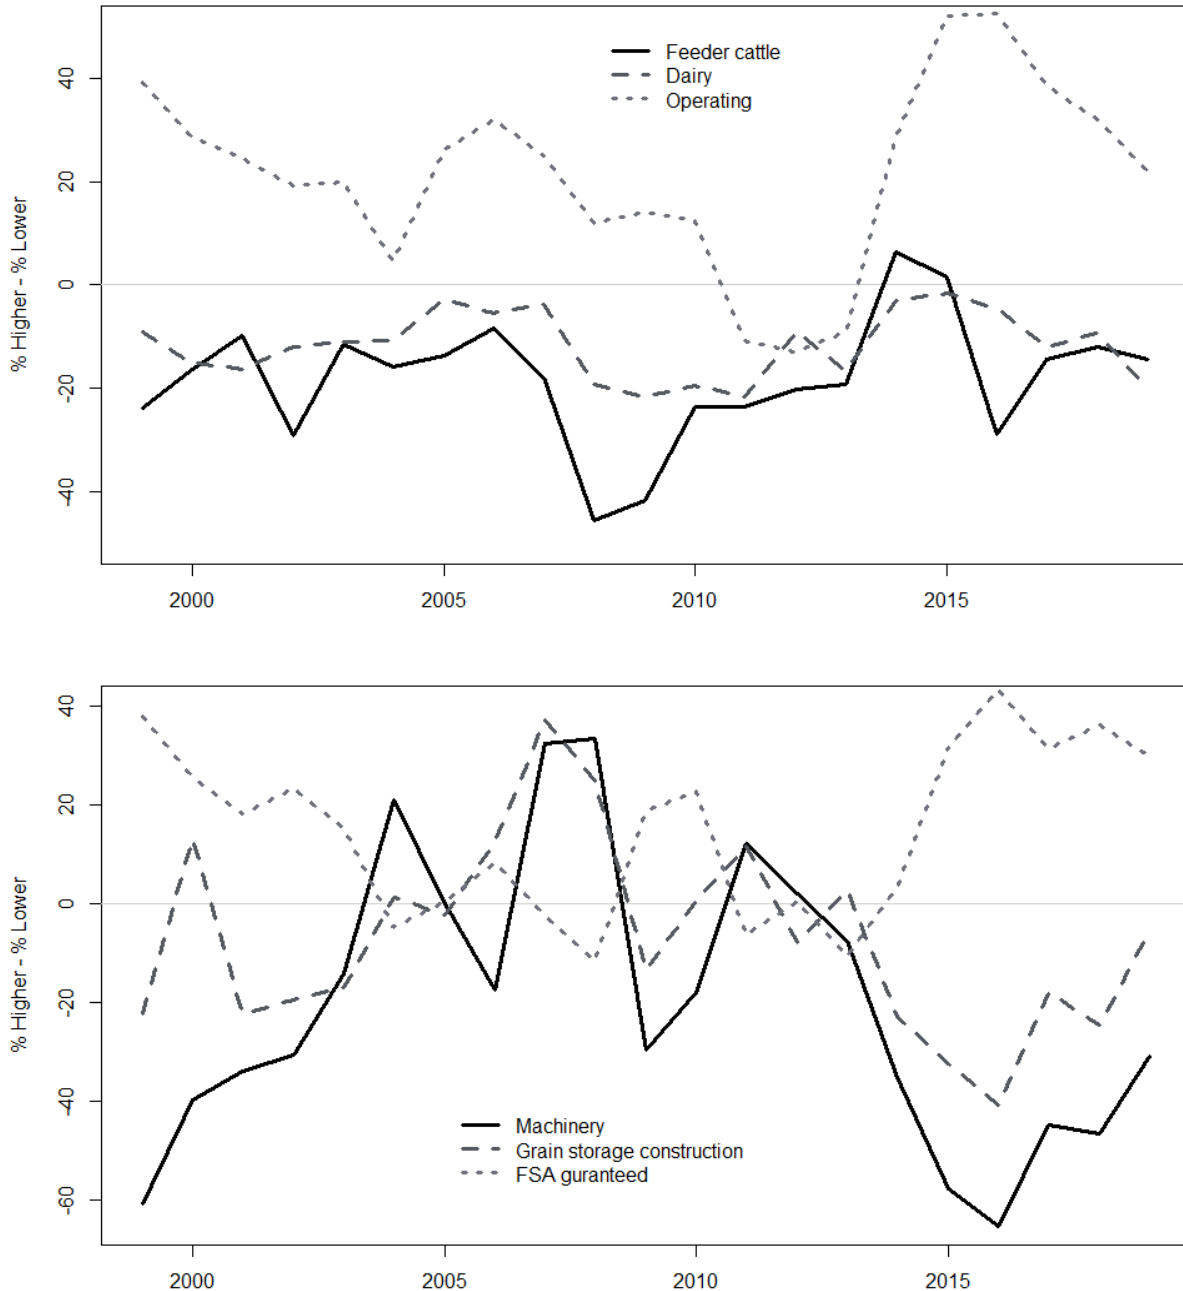 Feeder cattle
Dairy
Operating
% Higher - % Lower
40
20
0
-20
-40
2000 2005 2010 2015
Machinery
Grain storage construction
FSA guranteed
% Higher - % Lower
40
20
0
-20
-40
-60
2000 2005 2010 2015